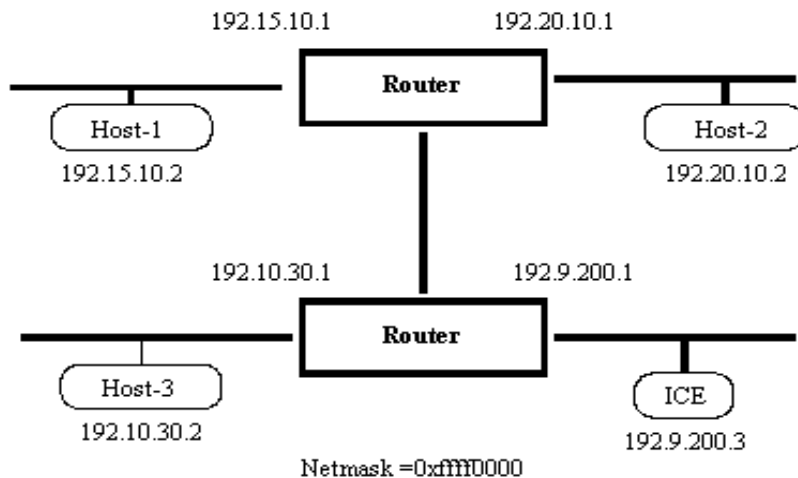 192.15.10.1
192.20.10.1
Router
Host-1
Host-2
192.15.10.2
192.20.10.2
192.10.30.1
192.9.200.1
Router
Host-3
ICE
192.10.30.2
192.9.200.3
Netmask =0xffff0000